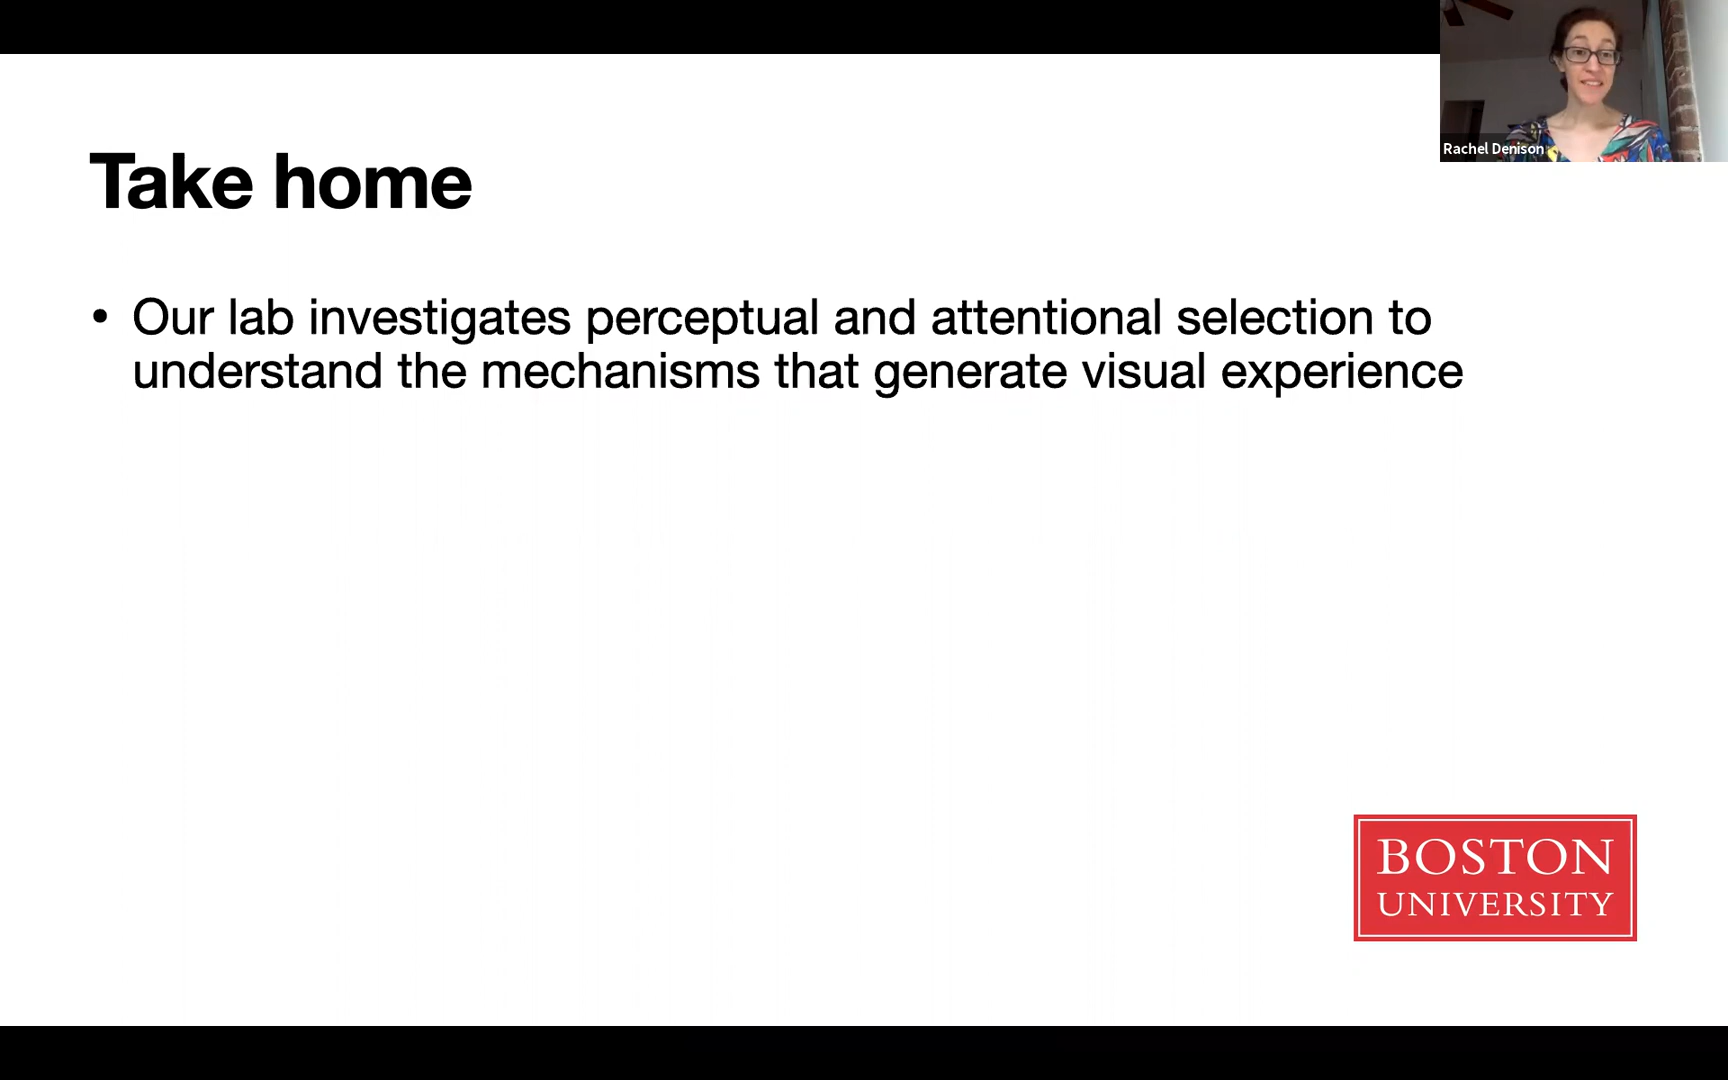 Rachel Denison
Take home
• Our lab investigates perceptual and attentional selection to
understand the mechanisms that generate visual experience
BOSTON
UNIVERSITY